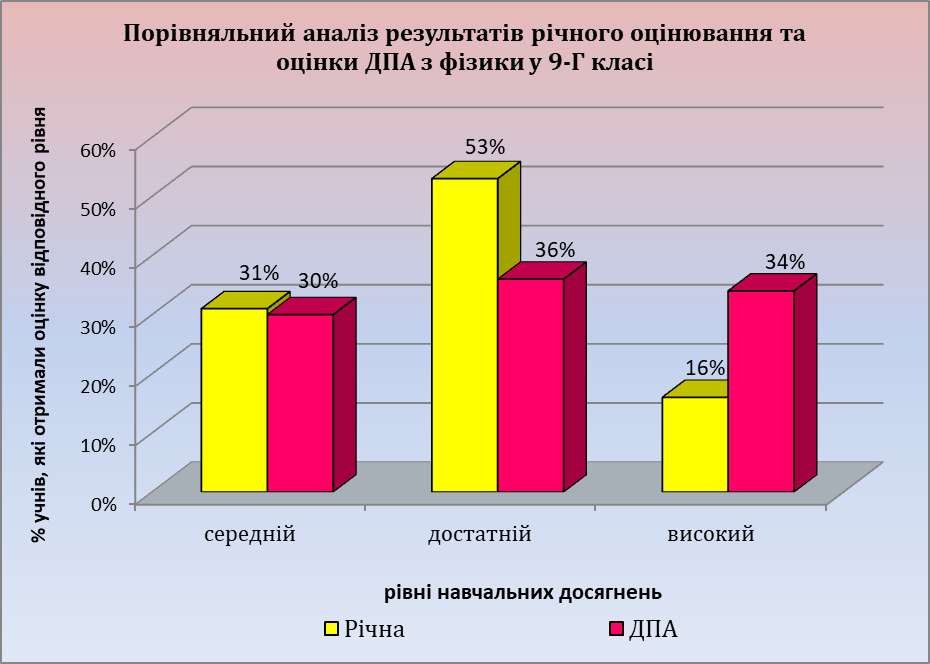 Порівняльний аналіз результатів річного оцінювання та
оцінки ДПА з фізики у 9-Г класі
% учнів, які отримали оцінку відповідного рівня
60%
50%
40%
30%
20%
10%
0%
31%
30%
53%
36%
16%
34%
середній
достатній
високий
рівні навчальних досягнень
Річна
ДПА